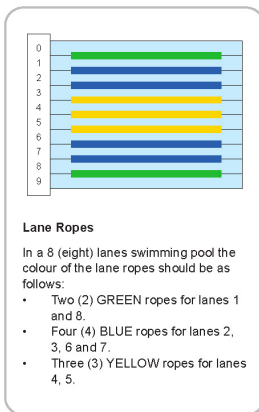 0
1
2
3
4
5
6
7
8
9
Lane Ropes
In a 8 (eight) lanes swimming pool the
colour of the lane ropes should be as
follows:
• Two (2) GREEN ropes for lanes 1
and 8.
• Four (4) BLUE ropes for lanes 2,
3, 6 and 7.
• Three (3) YELLOW ropes for lanes
4, 5.